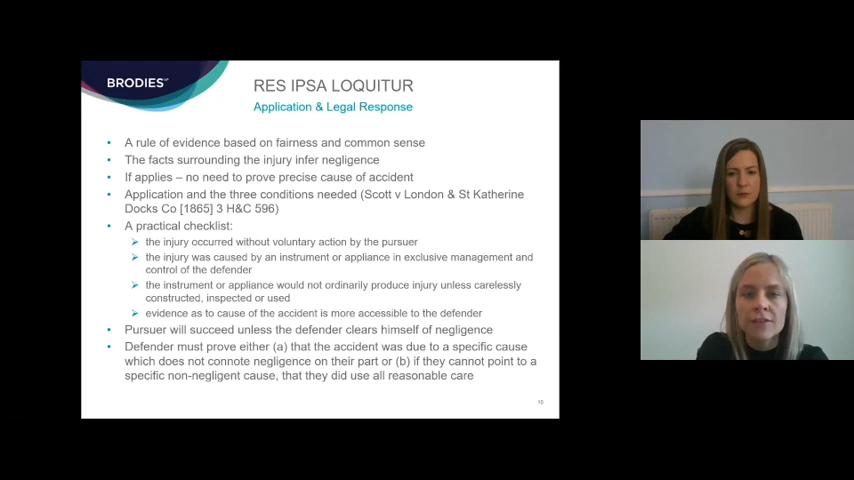 BRODIES LLP
RES IPSA LOQUITUR
Application & Legal Response
• A rule of evidence based on fairness and common sense
• The facts surrounding the injury infer negligence
• If applies – no need to prove precise cause of accident
• Application and the three conditions needed (Scott v London & St Katherine
Docks Co [1865] 3 H&C 596)
• A practical checklist:
➢ the injury occurred without voluntary action by the pursuer
➢ the injury was caused by an instrument or appliance in exclusive management and
control of the defender
➢ the instrument or appliance would not ordinarily produce injury unless carelessly
constructed, inspected or used
➢ evidence as to cause of the accident is more accessible to the defender
• Pursuer will succeed unless the defender clears himself of negligence
• Defender must prove either (a) that the accident was due to a specific cause
which does not connote negligence on their part or (b) if they cannot point to a
specific non-negligent cause, that they did use all reasonable care
10